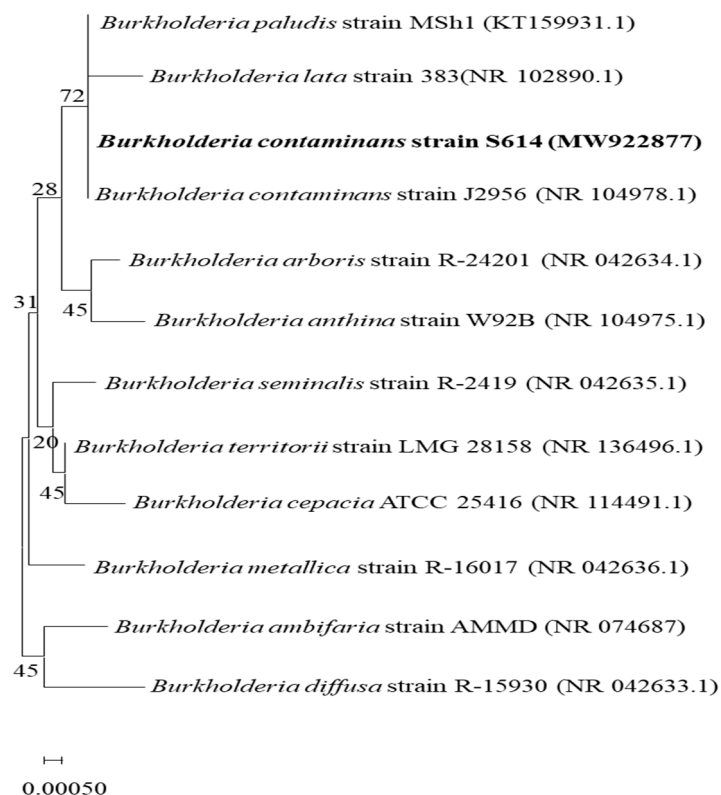 Burkholderia paludis strain MSh1 (KT159931.1)
Burkholderia lata strain 383(NR 102890.1)
72
Burkholderia contaminans strain S614 (MW922877)
28
Burkholderia contaminans strain J2956 (NR 104978.1)
Burkholderia arboris strain R-24201 (NR 042634.1)
31
45
Burkholderia anthina strain W92B (NR 104975.1)
Burkholderia seminalis strain R-2419 (NR 042635.1)
20
Burkholderia territorii strain LMG 28158 (NR 136496.1)
45
Burkholderia cepacia ATCC 25416 (NR 114491.1)
Burkholderia metallica strain R-16017 (NR 042636.1)
Burkholderia ambifaria strain AMMD (NR 074687)
45
Burkholderia diffusa strain R-15930 (NR 042633.1)
0.00050